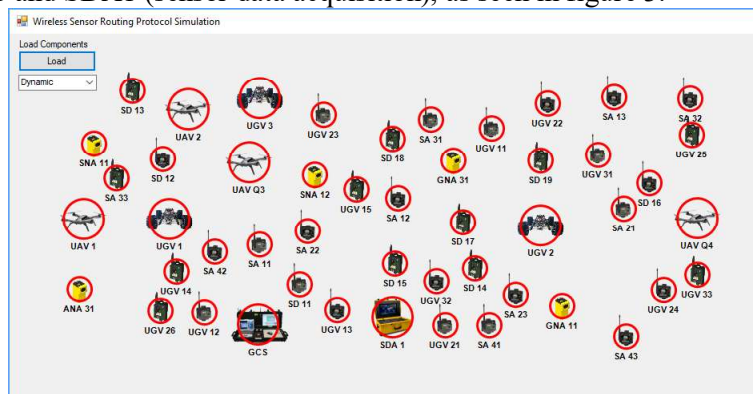 and SDA1 (sensor data acquisition), as seen in figure 5.
Wireless Sensor Routing Protocol Simulation
Load Components
Load
Dynamic
SD 13
UAV 2
UGV 3
UGV 23
SD 18
SA 31
UGV 11
UGV 22
SA 13
SA 32
UGV 25
SNA 11
SA 33
SD 12
UAV Q3
SNA 12
UGV 15
SA 12
GNA 31
SD 19
UGV 31
SD 16
SA 21
UAV 1
UGV 1
SA 42
SA 11
SA 22
SD 17
UGV 2
UAV Q4
ANA 31
UGV 14
SD 11
SD 15
UGV 32
SD 14
SA 23
UGV 33
UGV 24
UGV 26
UGV 12
GCS
UGV 13
SDA 1
UGV 21
SA 41
GNA 11
SA 43